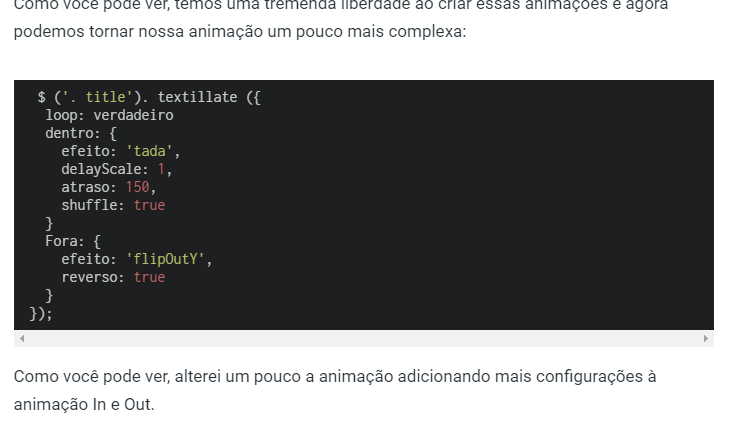 Como você pode ver, temos uma tremenda liberdade ao criar essas animações e agora
podemos tornar nossa animação um pouco mais complexa:
$ ('. title'). textillate ({
loop: verdadeiro
dentro: {
efeito: 'tada',
delayScale: 1,
atraso: 150,
shuffle: true
}
Fora: {
efeito: 'flipOutY',
reverso: true
}
});
Como você pode ver, alterei um pouco a animação adicionando mais configurações à
animação In e Out.